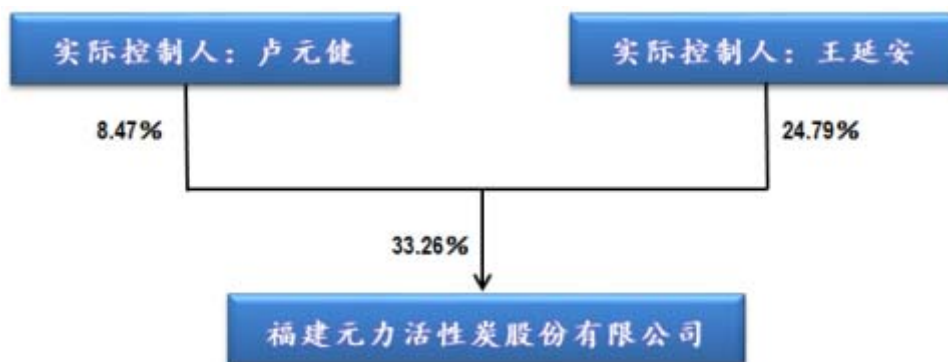 实际控制人：卢元健
实际控制人：王延安
8.47%
24.79%
33.26%
福建元力活性炭股份有限公司